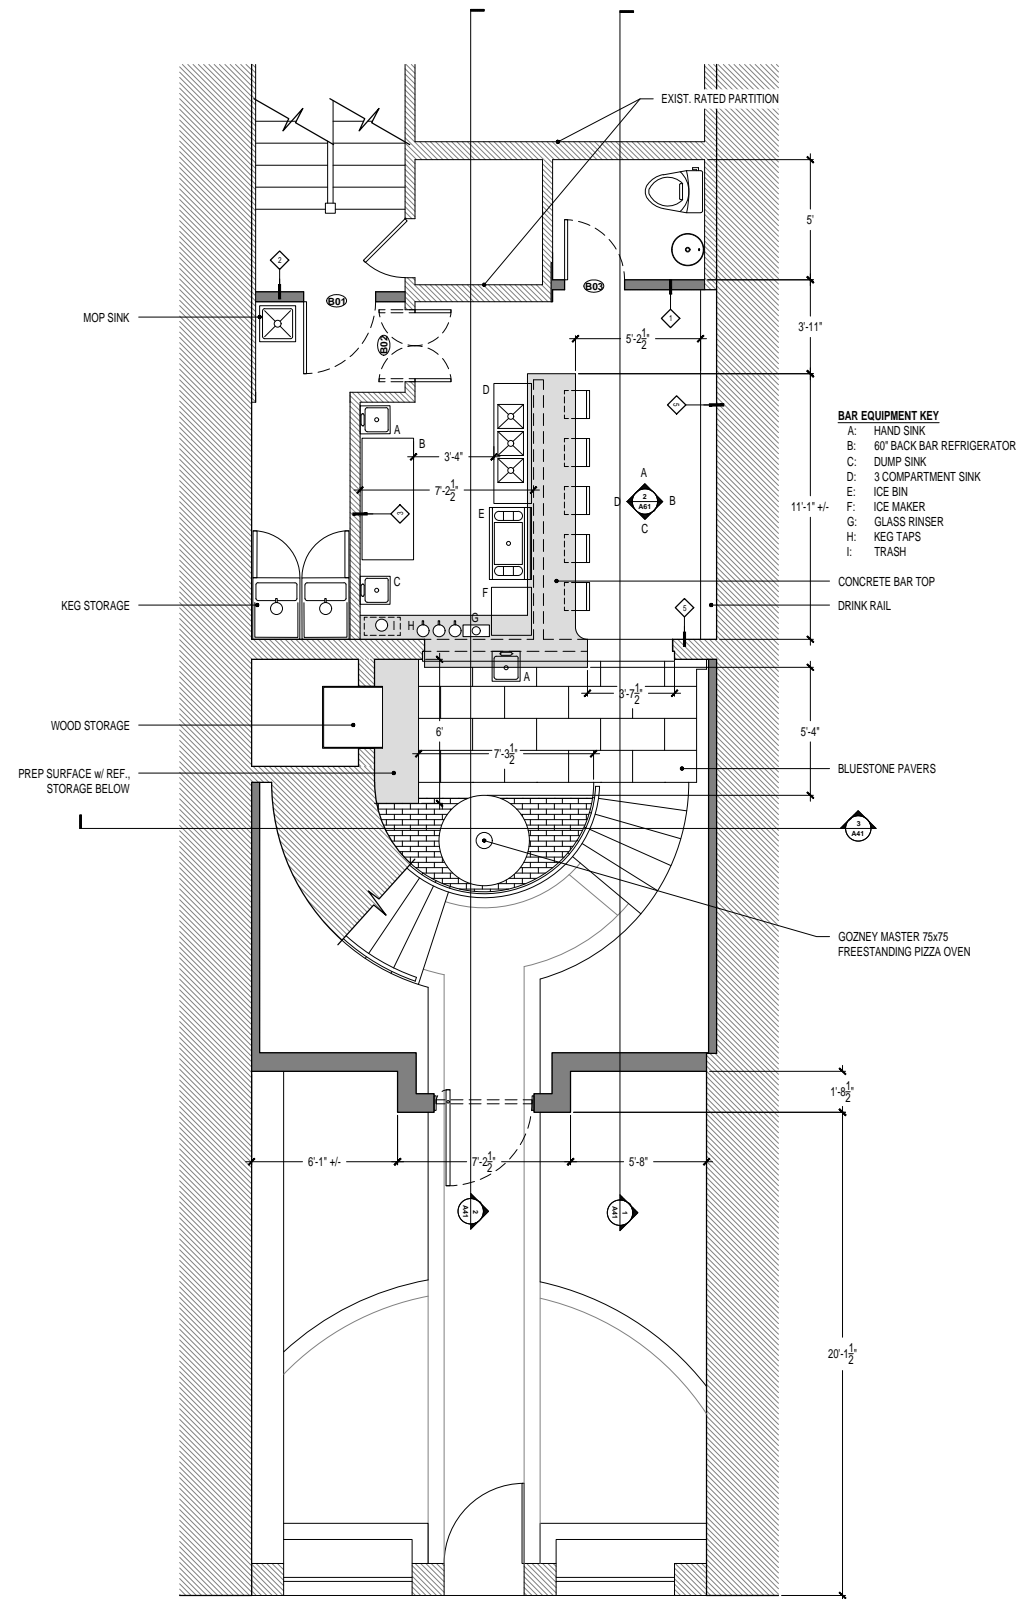 EXIST. RATED PARTITION
5'
2
B01
B03
MOP SINK
1
3'-11"
B02
5'-2 1/2"
D
5
A
B
3'-4"
7'-2 1/2"
BAR EQUIPMENT KEY
A: HAND SINK
B: 60" BACK BAR REFRIGERATOR
C: DUMP SINK
D: 3 COMPARTMENT SINK
E: ICE BIN
F: ICE MAKER
G: GLASS RINSER
H: KEG TAPS
I: TRASH
A
D 2 B
A61
C
11'-1" +/-
E
3
C
F
CONCRETE BAR TOP
KEG STORAGE
5
DRINK RAIL
I H G
A
3'-7 1/2"
WOOD STORAGE
6'
5'-4"
7'-3 1/2"
PREP SURFACE w/ REF.,
STORAGE BELOW
BLUESTONE PAVERS
3
A41
GOZNEY MASTER 75x75
FREESTANDING PIZZA OVEN
1'-8 1/2"
6'-1" +/-
7'-2 1/2"
5'-8"
2
A41
1
A41
20'-1 1/2"